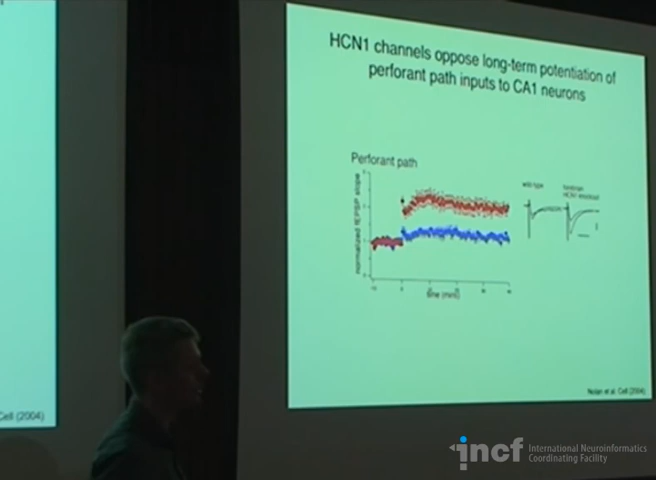 HCN1 channels oppose long-term potentiation of
perforant path inputs to CA1 neurons
Perforant path
normalized fEPSP slope
wild type
forebrain
HCN1 knockout
time (min)
Nolan et al. Cell (2004)
Cell (2004)
incf
International Neuroinformatics
Coordinating Facility